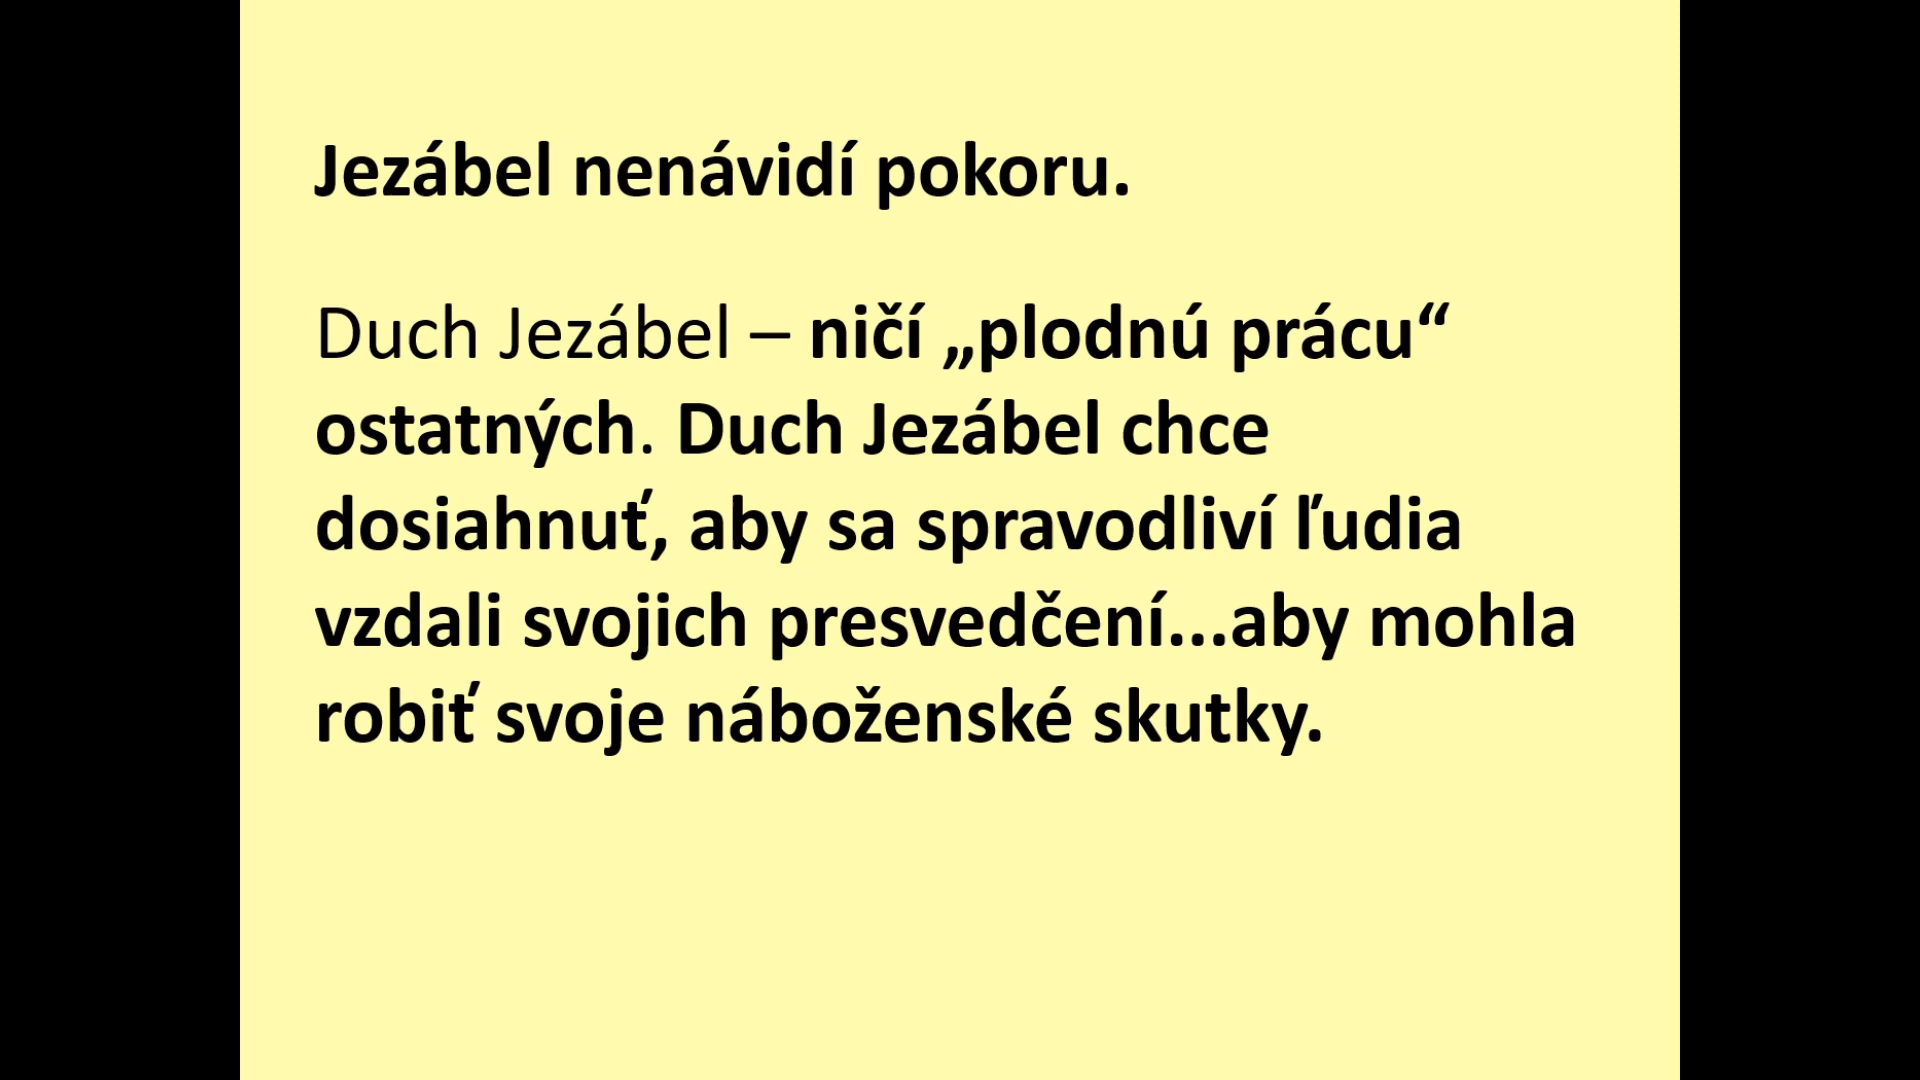 Jezábel nenávidí pokoru.
Duch Jezábel – ničí „plodnú prácu“
ostatných. Duch Jezábel chce
dosiahnuť, aby sa spravodliví ľudia
vzdali svojich presvedčení...aby mohla
robiť svoje náboženské skutky.